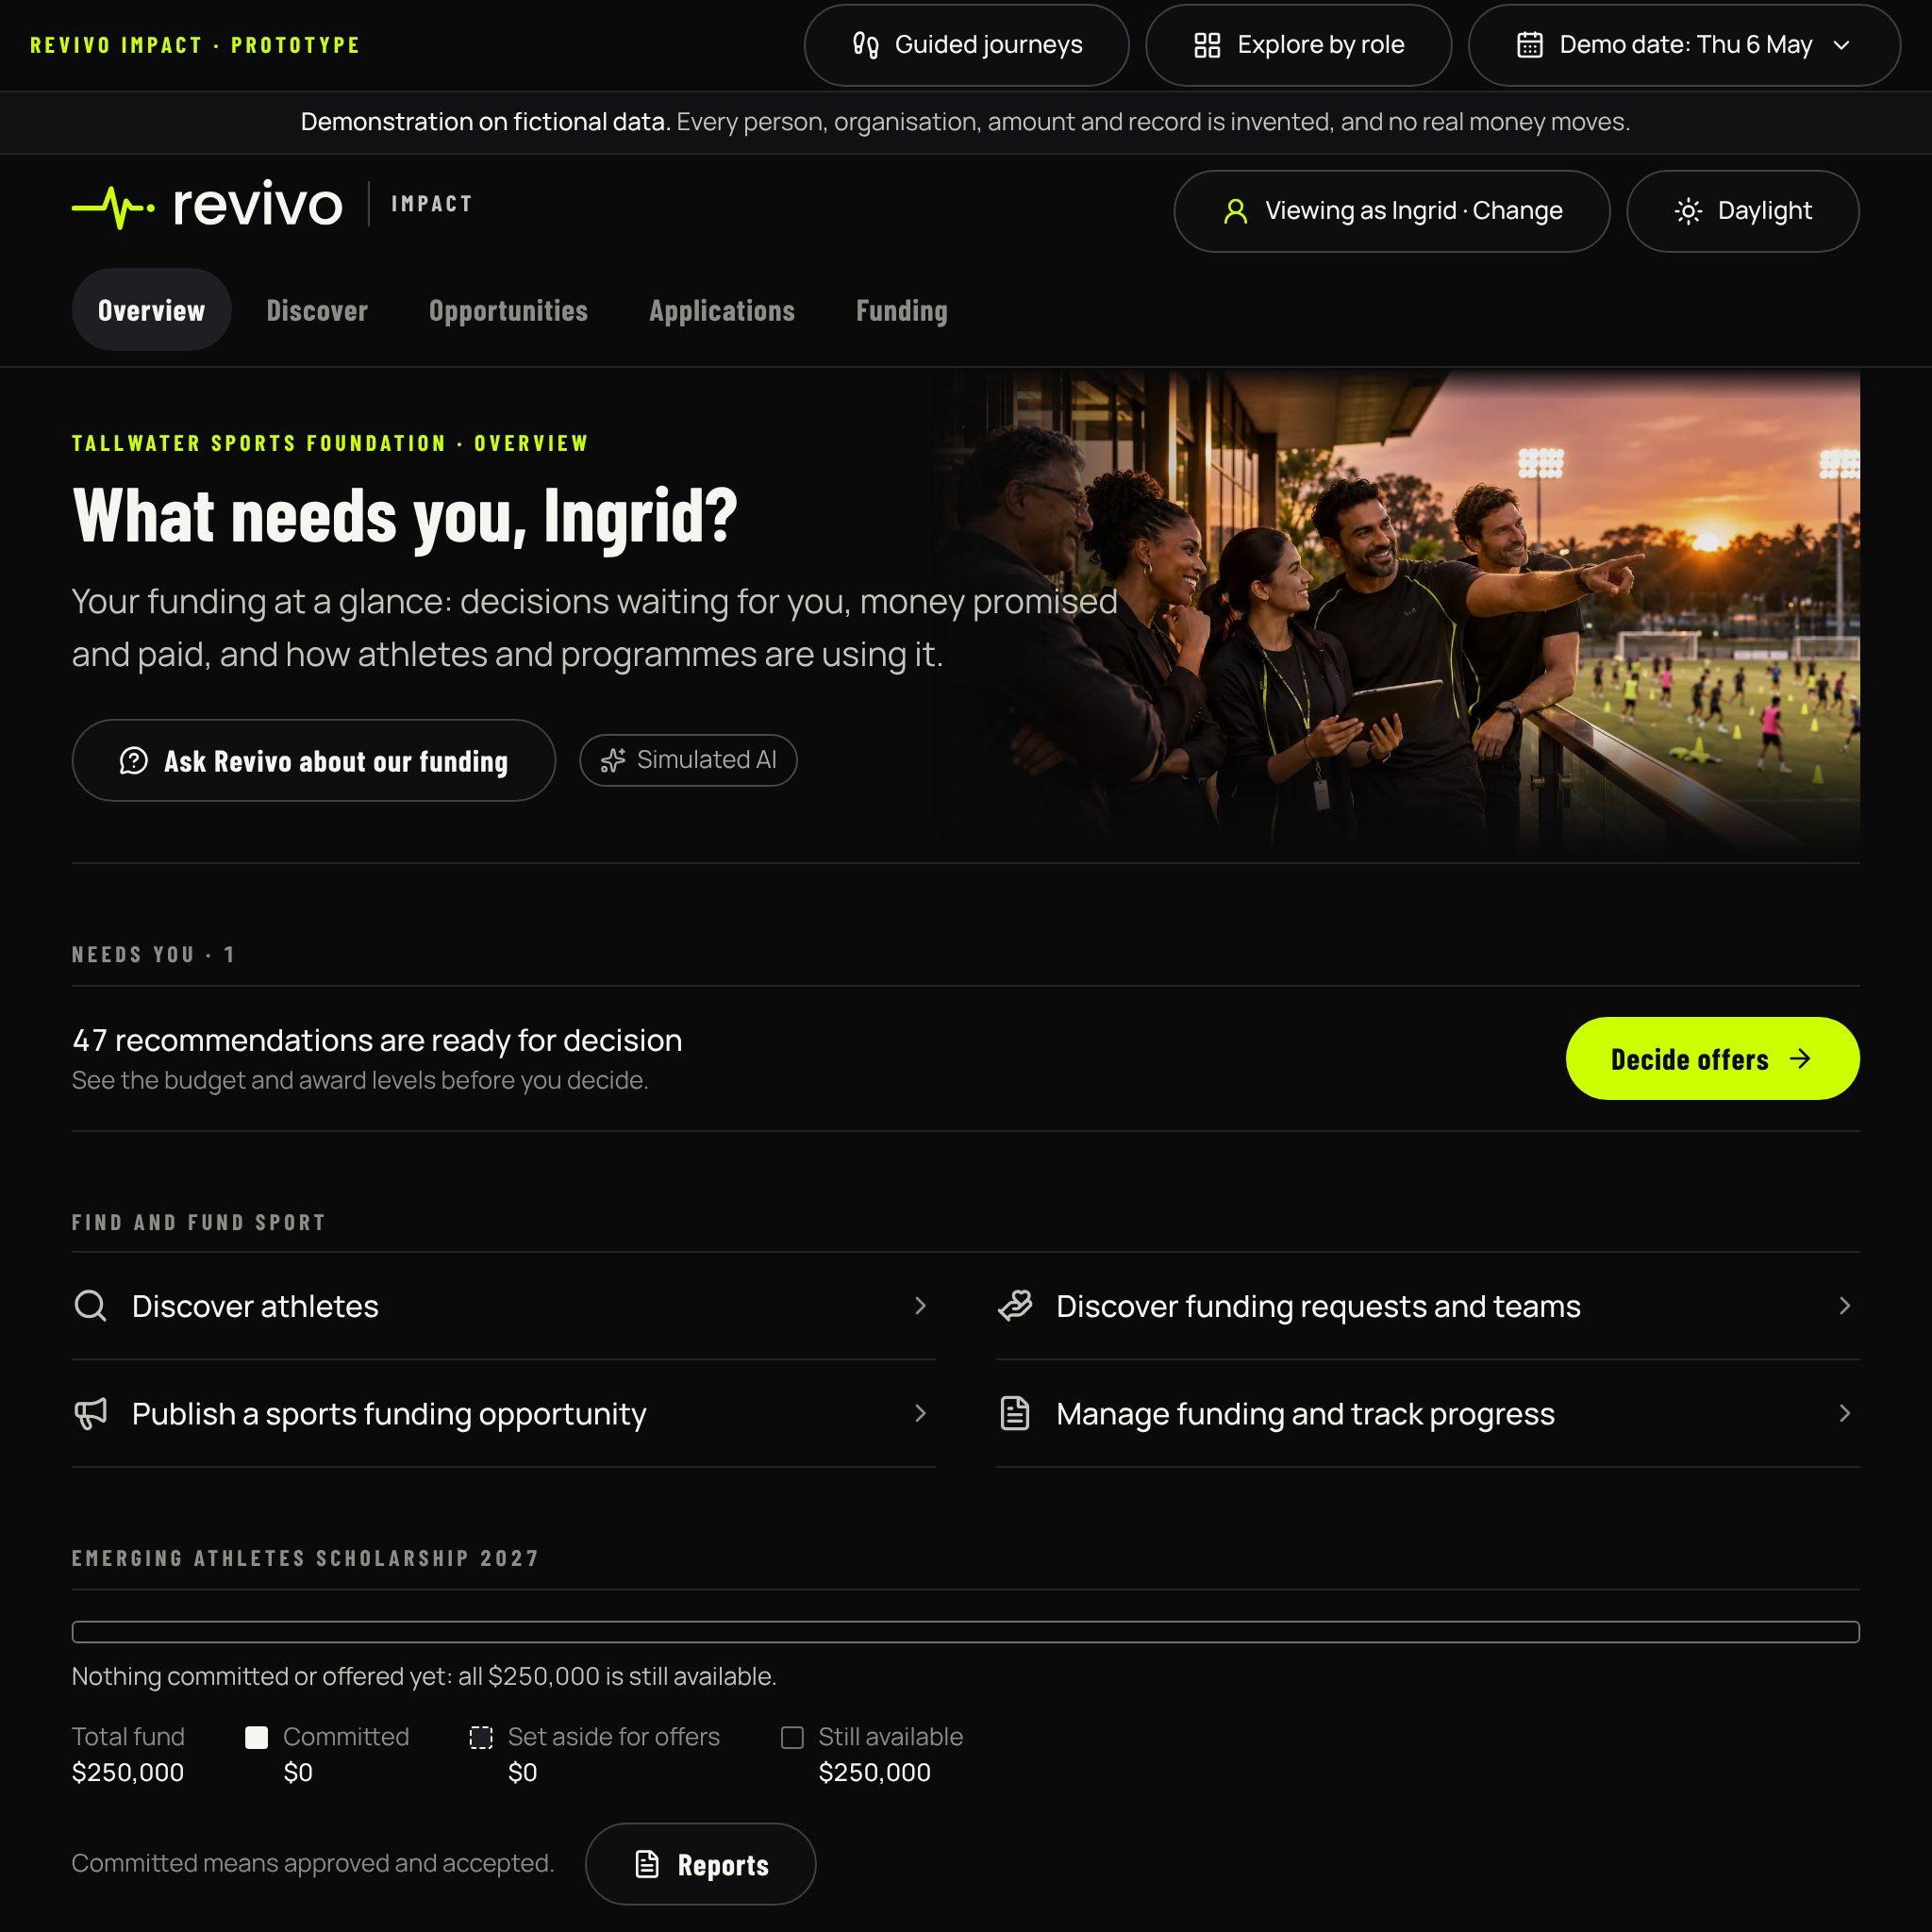 REVIVO IMPACT · PROTOTYPE
Guided journeys
Explore by role
Demo date: Thu 6 May
Demonstration on fictional data. Every person, organisation, amount and record is invented, and no real money moves.
revivo
IMPACT
Viewing as Ingrid · Change
Daylight
Overview
Discover
Opportunities
Applications
Funding
TALLWATER SPORTS FOUNDATION · OVERVIEW
What needs you, Ingrid?
Your funding at a glance: decisions waiting for you, money promised
and paid, and how athletes and programmes are using it.
Ask Revivo about our funding
Simulated AI
NEEDS YOU · 1
47 recommendations are ready for decision
See the budget and award levels before you decide.
Decide offers
FIND AND FUND SPORT
Discover athletes
Discover funding requests and teams
Publish a sports funding opportunity
Manage funding and track progress
EMERGING ATHLETES SCHOLARSHIP 2027
Nothing committed or offered yet: all $250,000 is still available.
Total fund
$250,000
Committed
$0
Set aside for offers
$0
Still available
$250,000
Committed means approved and accepted.
Reports